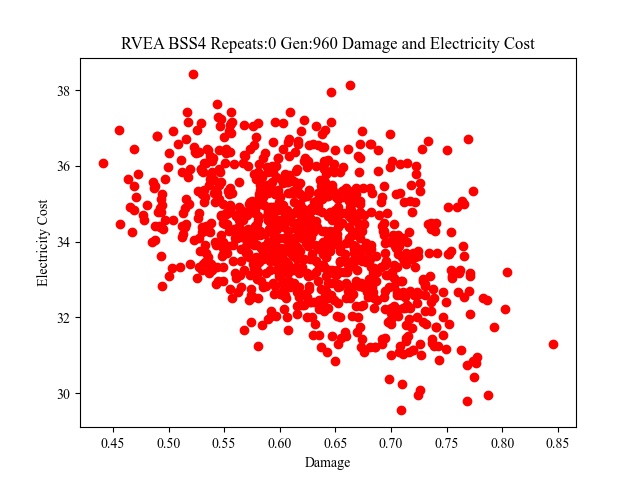 RVEA BSS4 Repeats:0 Gen:960 Damage and Electricity Cost
38
36
34
32
30
Electricity Cost
0.45 0.50 0.55 0.60 0.65 0.70 0.75 0.80 0.85
Damage